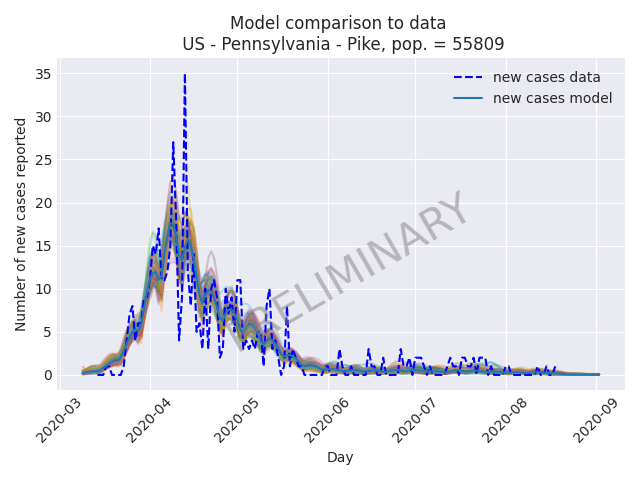 Model comparison to data
US - Pennsylvania - Pike, pop. = 55809
Number of new cases reported
35
30
25
20
15
10
5
0
new cases data
new cases model
PRELIMINARY
2020-03
2020-04
2020-05
2020-06
2020-07
2020-08
2020-09
Day